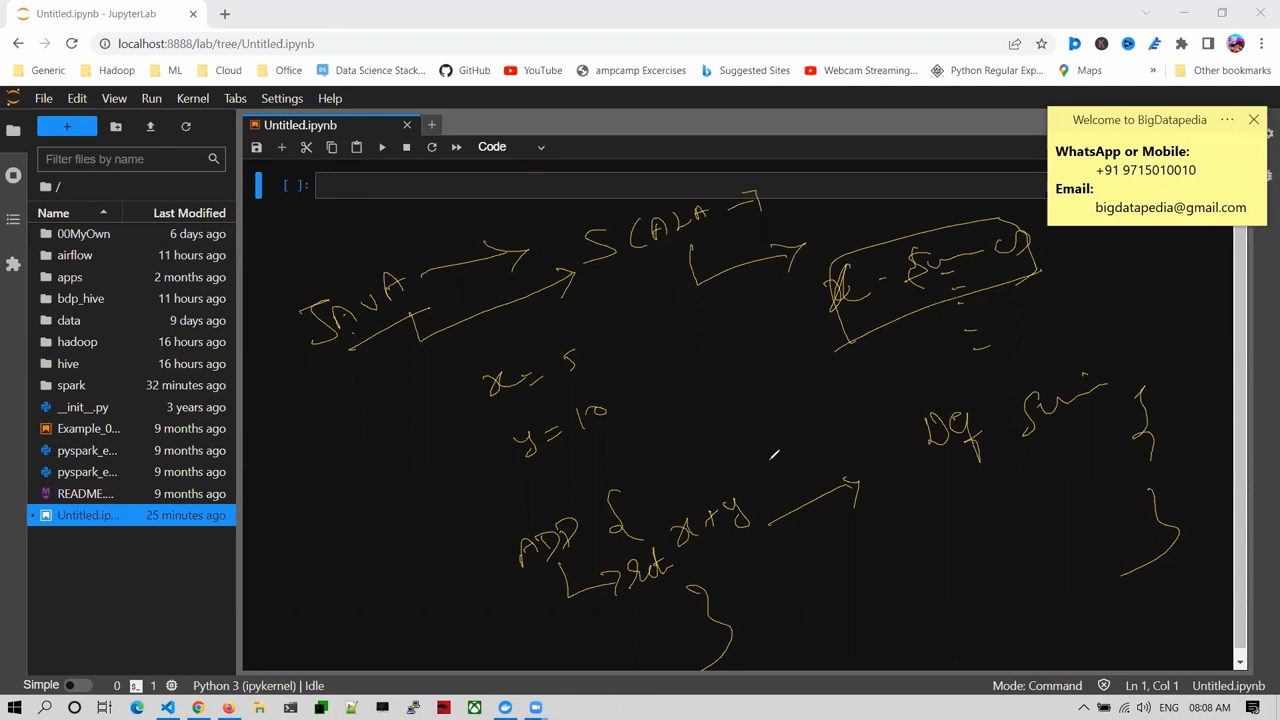 Untitled.ipynb - JupyterLab
localhost:8888/lab/tree/Untitled.ipynb
Generic Hadoop ML Cloud Office Data Science Stack... GitHub YouTube ampcamp Excercises Suggested Sites Webcam Streaming... Python Regular Exp... Maps » Other bookmarks
File Edit View Run Kernel Tabs Settings Help
Untitled.ipynb
Code
Filter files by name
/
Name Last Modified
00MyOwn 6 days ago
airflow 11 hours ago
apps 2 months ago
bdp_hive 11 hours ago
data 9 days ago
hadoop 16 hours ago
hive 16 hours ago
spark 32 minutes ago
__init__.py 3 years ago
Example_0... 9 months ago
pyspark_e... 9 months ago
pyspark_e... 9 months ago
README.... 9 months ago
Untitled.ip... 25 minutes ago
[ ]:
Welcome to BigDatapedia ...
WhatsApp or Mobile:
+91 9715010010
Email:
bigdatapedia@gmail.com
SCALA
JAVA
x = 5
y = 10
Def {
ADD { x + y
ret
}
}
Simple 0 1 Python 3 (ipykernel) | Idle Mode: Command Ln 1, Col 1 Untitled.ipynb
ENG 08:08 AM